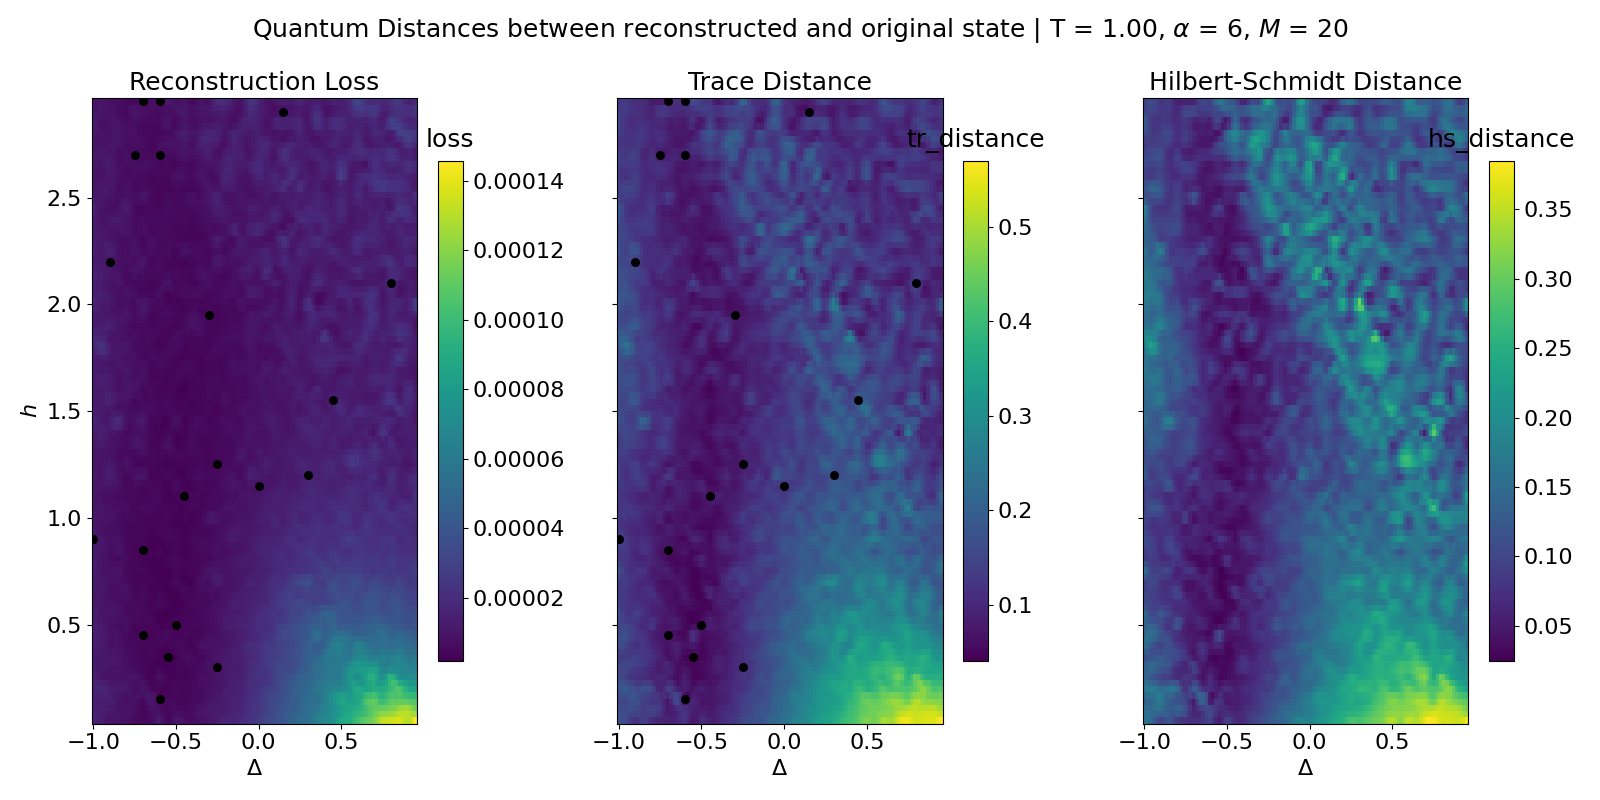 Quantum Distances between reconstructed and original state | T = 1.00, α = 6, M = 20
Reconstruction Loss
Trace Distance
Hilbert-Schmidt Distance
h
2.5
2.0
1.5
1.0
0.5
−1.0 −0.5 0.0 0.5
Δ
loss
0.00014
0.00012
0.00010
0.00008
0.00006
0.00004
0.00002
−1.0 −0.5 0.0 0.5
Δ
tr_distance
0.5
0.4
0.3
0.2
0.1
−1.0 −0.5 0.0 0.5
Δ
hs_distance
0.35
0.30
0.25
0.20
0.15
0.10
0.05